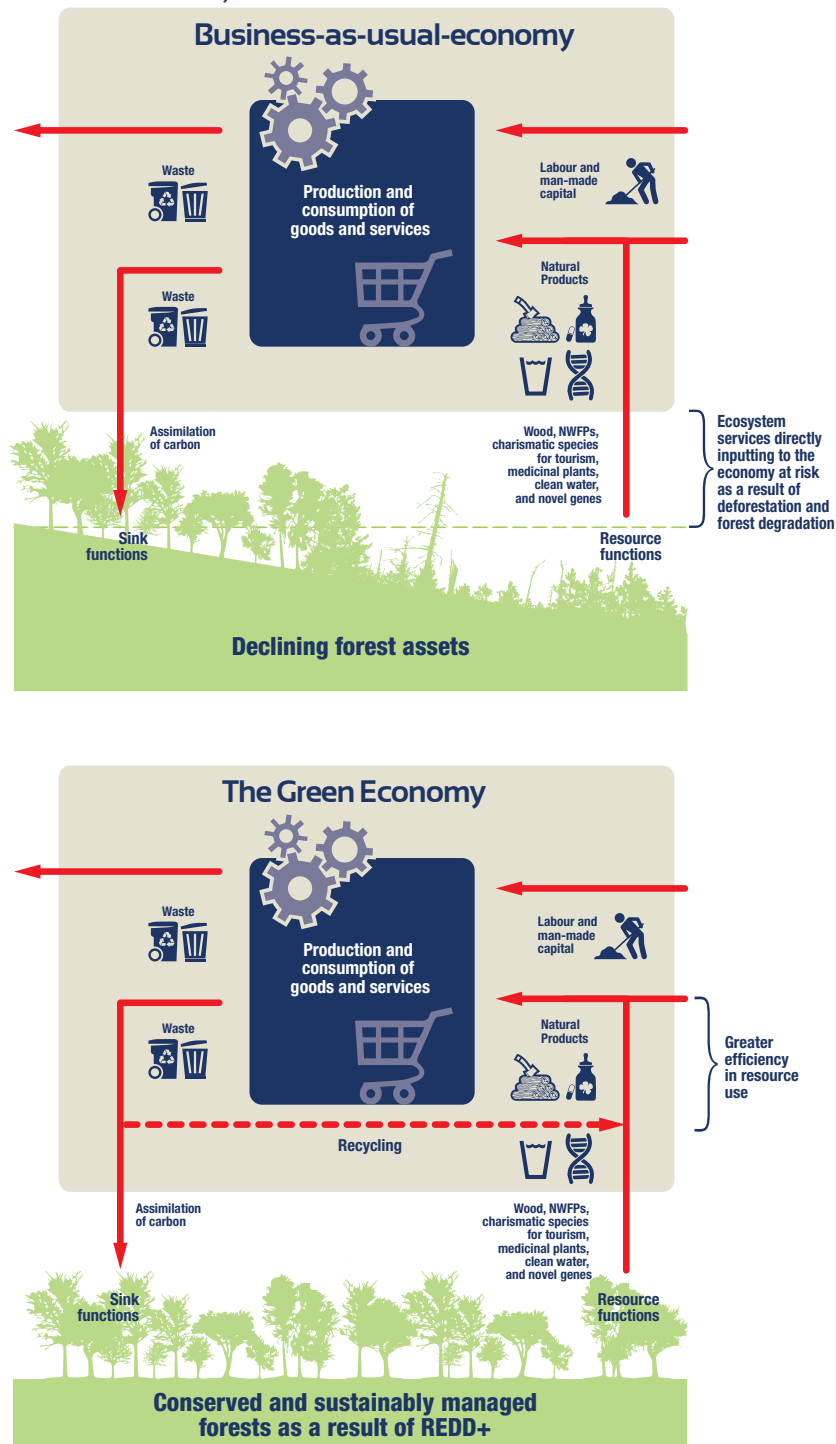 Business-as-usual-economy
Waste
Production and
consumption of
goods and services
Labour and
man-made
capital
Waste
Natural
Products
Assimilation
of carbon
Wood, NWFPs,
charismatic species
for tourism,
medicinal plants,
clean water,
and novel genes
Ecosystem
services directly
inputting to the
economy at risk
as a result of
deforestation and
forest degradation
Sink
functions
Resource
functions
Declining forest assets
The Green Economy
Waste
Production and
consumption of
goods and services
Labour and
man-made
capital
Waste
Natural
Products
Greater
efficiency
in resource
use
Recycling
Assimilation
of carbon
Wood, NWFPs,
charismatic species
for tourism,
medicinal plants,
clean water,
and novel genes
Sink
functions
Resource
functions
Conserved and sustainably managed
forests as a result of REDD+